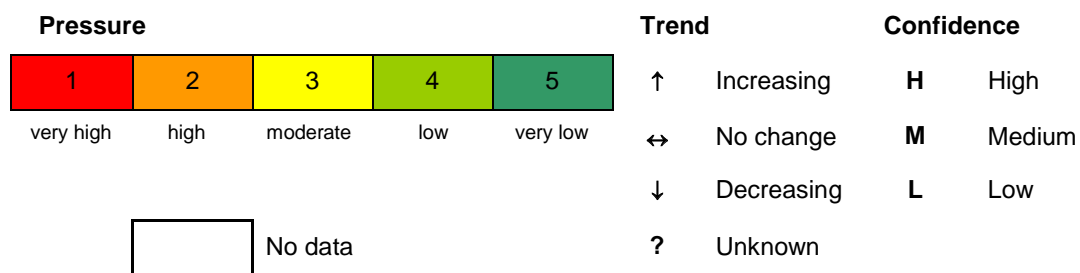 Pressure Trend Confidence
1 2 3 4 5 ↑ Increasing H High
very high high moderate low very low ↔ No change M Medium
↓ Decreasing L Low
No data ? Unknown